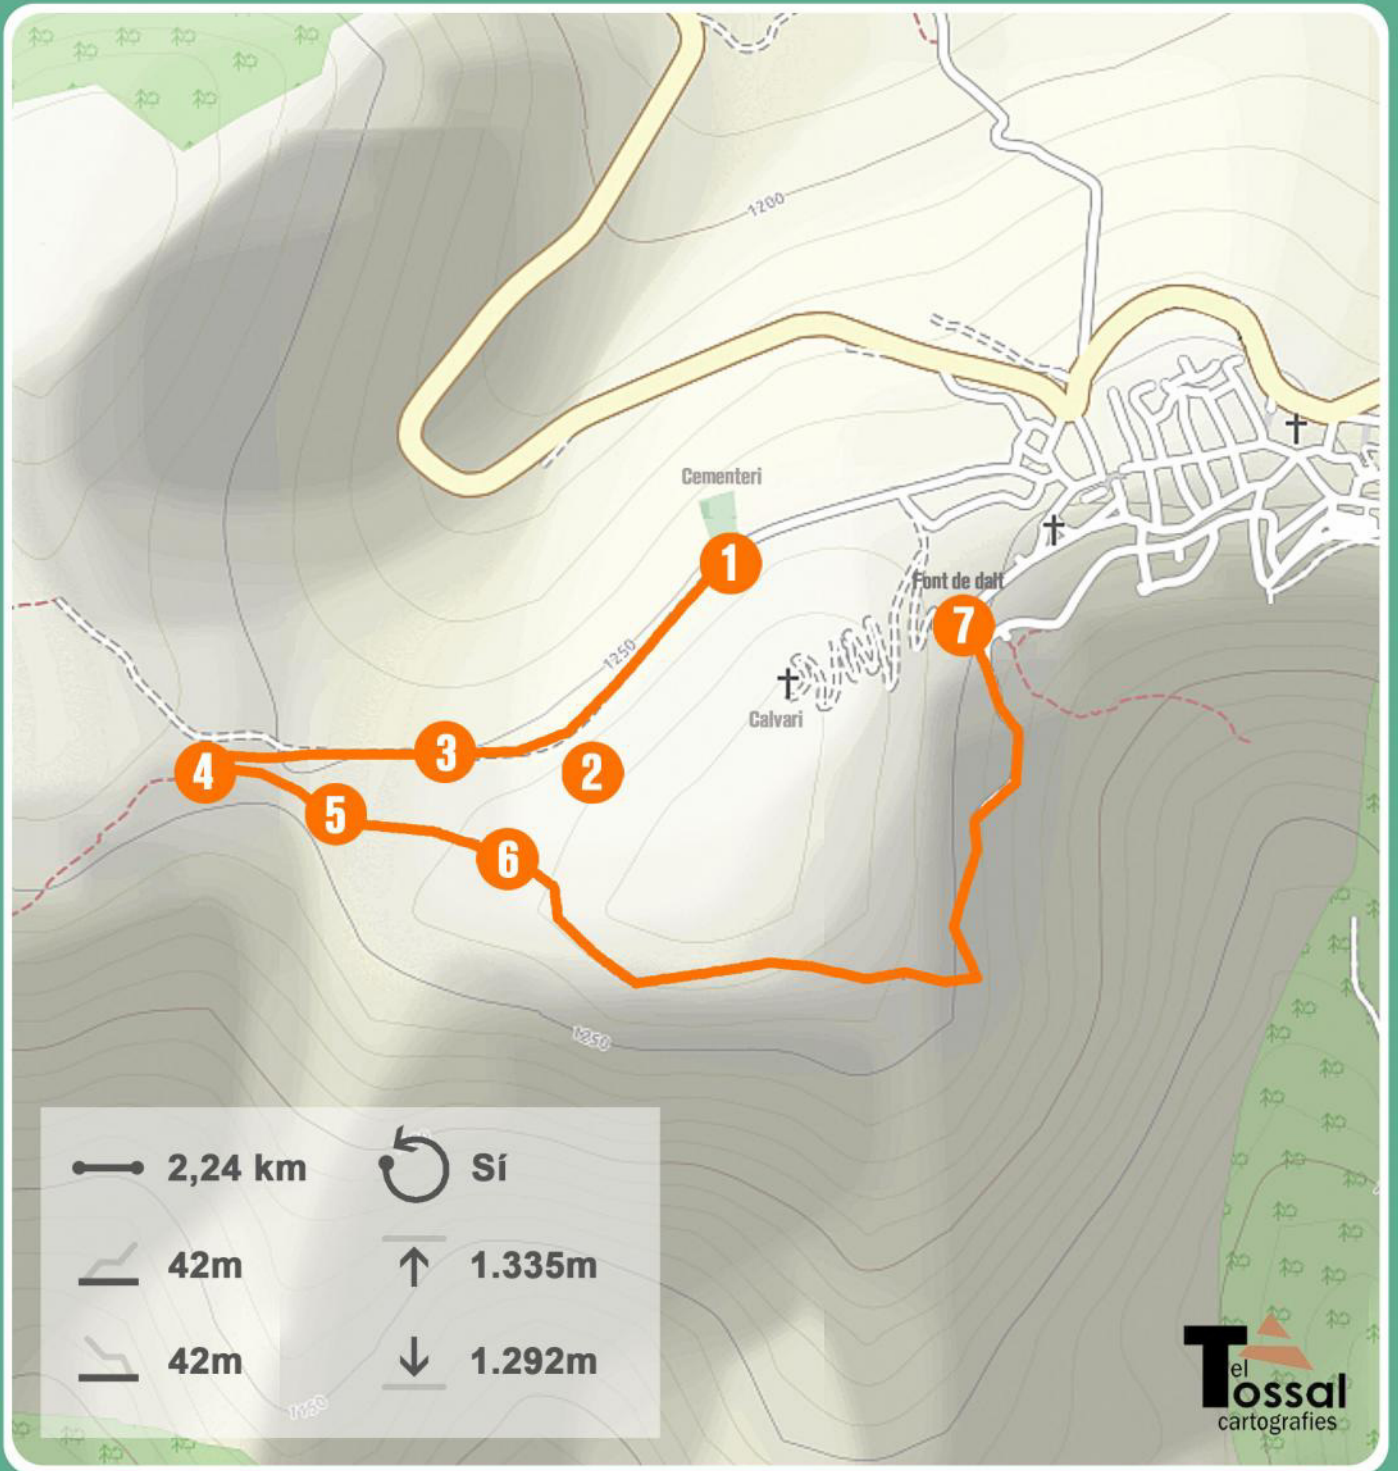 1200
Cementeri
1
Font de dalt
7
1250
Calvari
3
2
4
5
6
1250
2,24 km
Sí
42m
1.335m
42m
1.292m
1150
el
Tossal
cartografies